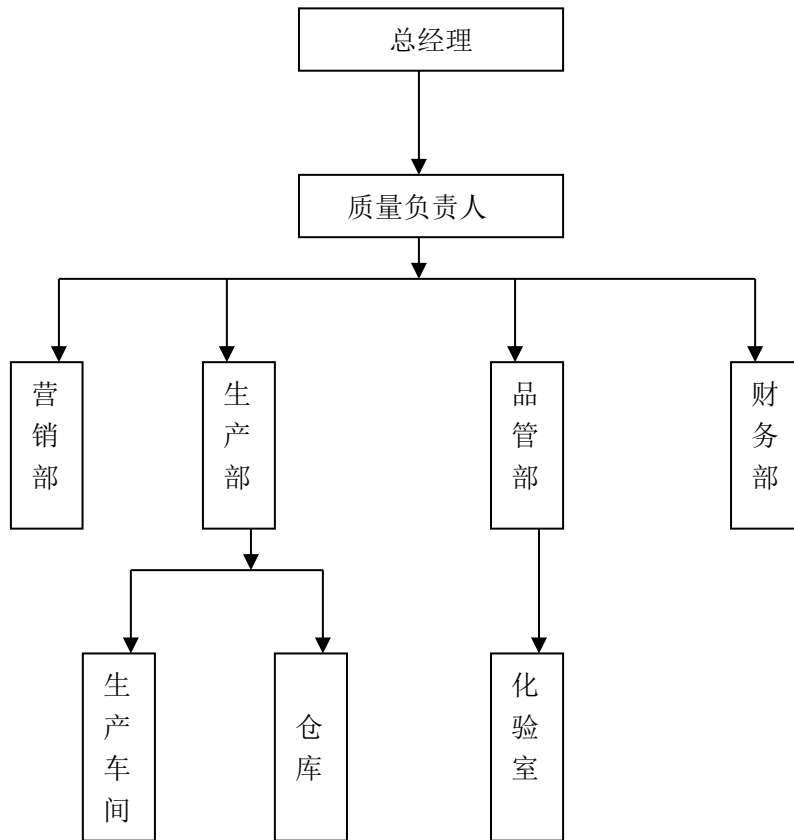 总经理
质量负责人
营销部
生产部
品管部
财务部
生产车间
仓库
化验室